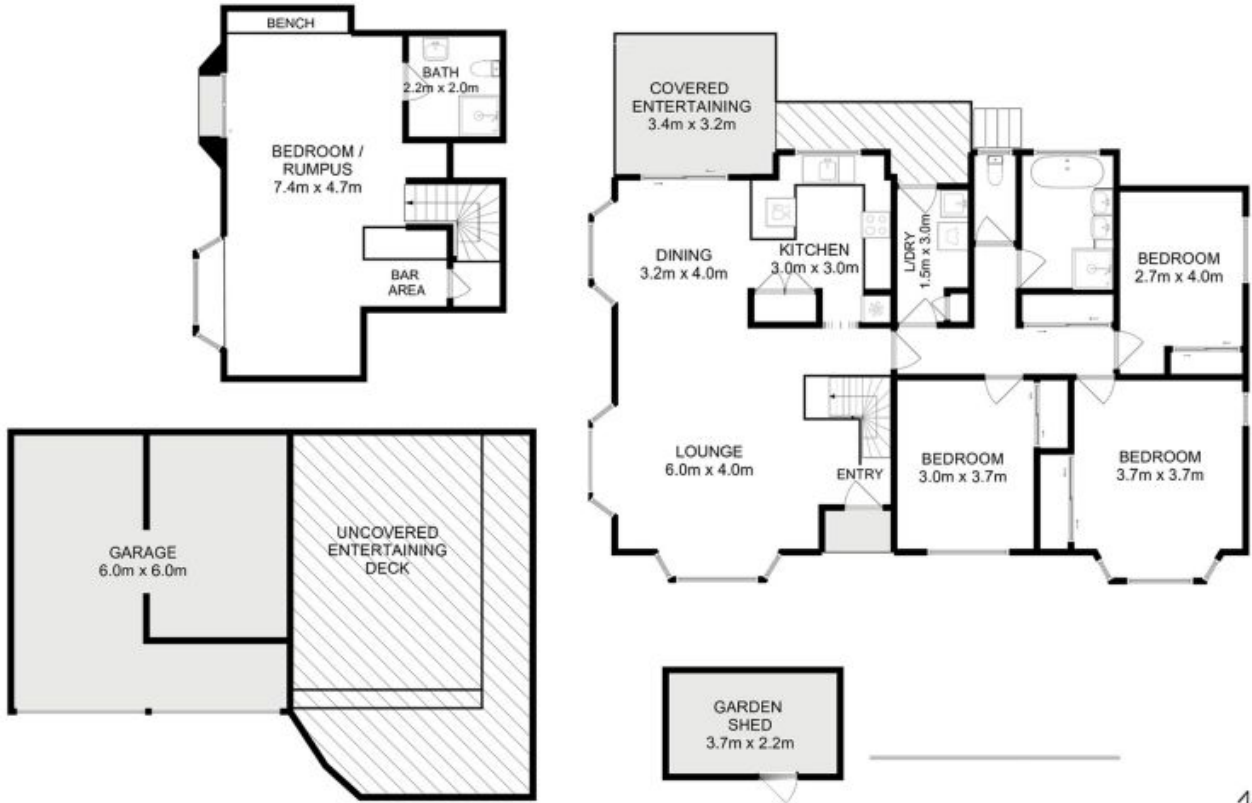 BENCH
BATH
2.2m x 2.0m
BEDROOM /
RUMPUS
7.4m x 4.7m
BAR
AREA
COVERED
ENTERTAINING
3.4m x 3.2m
DINING
3.2m x 4.0m
KITCHEN
3.0m x 3.0m
L/DRY
1.5m x 3.0m
BEDROOM
2.7m x 4.0m
LOUNGE
6.0m x 4.0m
ENTRY
BEDROOM
3.0m x 3.7m
BEDROOM
3.7m x 3.7m
GARAGE
6.0m x 6.0m
UNCOVERED
ENTERTAINING
DECK
GARDEN
SHED
3.7m x 2.2m